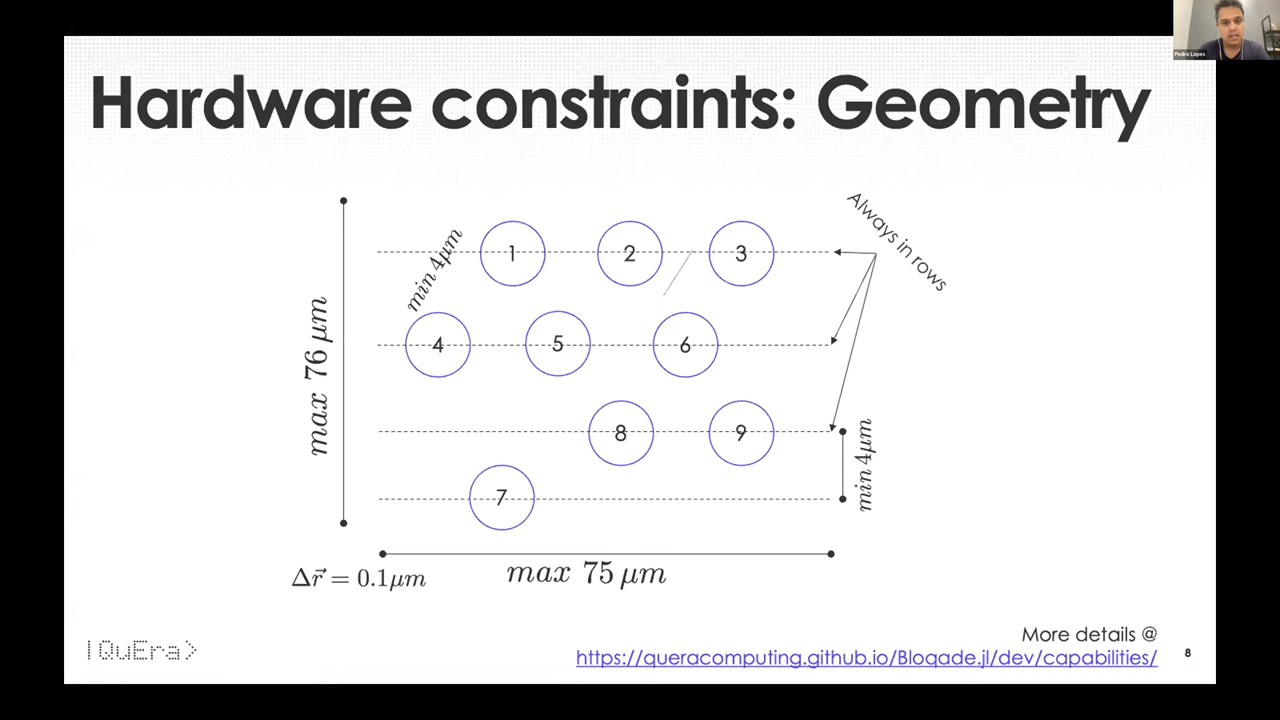 Pedro Lopes
Hardware constraints: Geometry
Always in rows
min 4μm
1
2
3
max 76 μm
4
5
6
8
9
min 4μm
7
max 75 μm
Δr⃗ = 0.1μm
|QuEra>
More details @
https://queracomputing.github.io/Bloqade.jl/dev/capabilities/
8